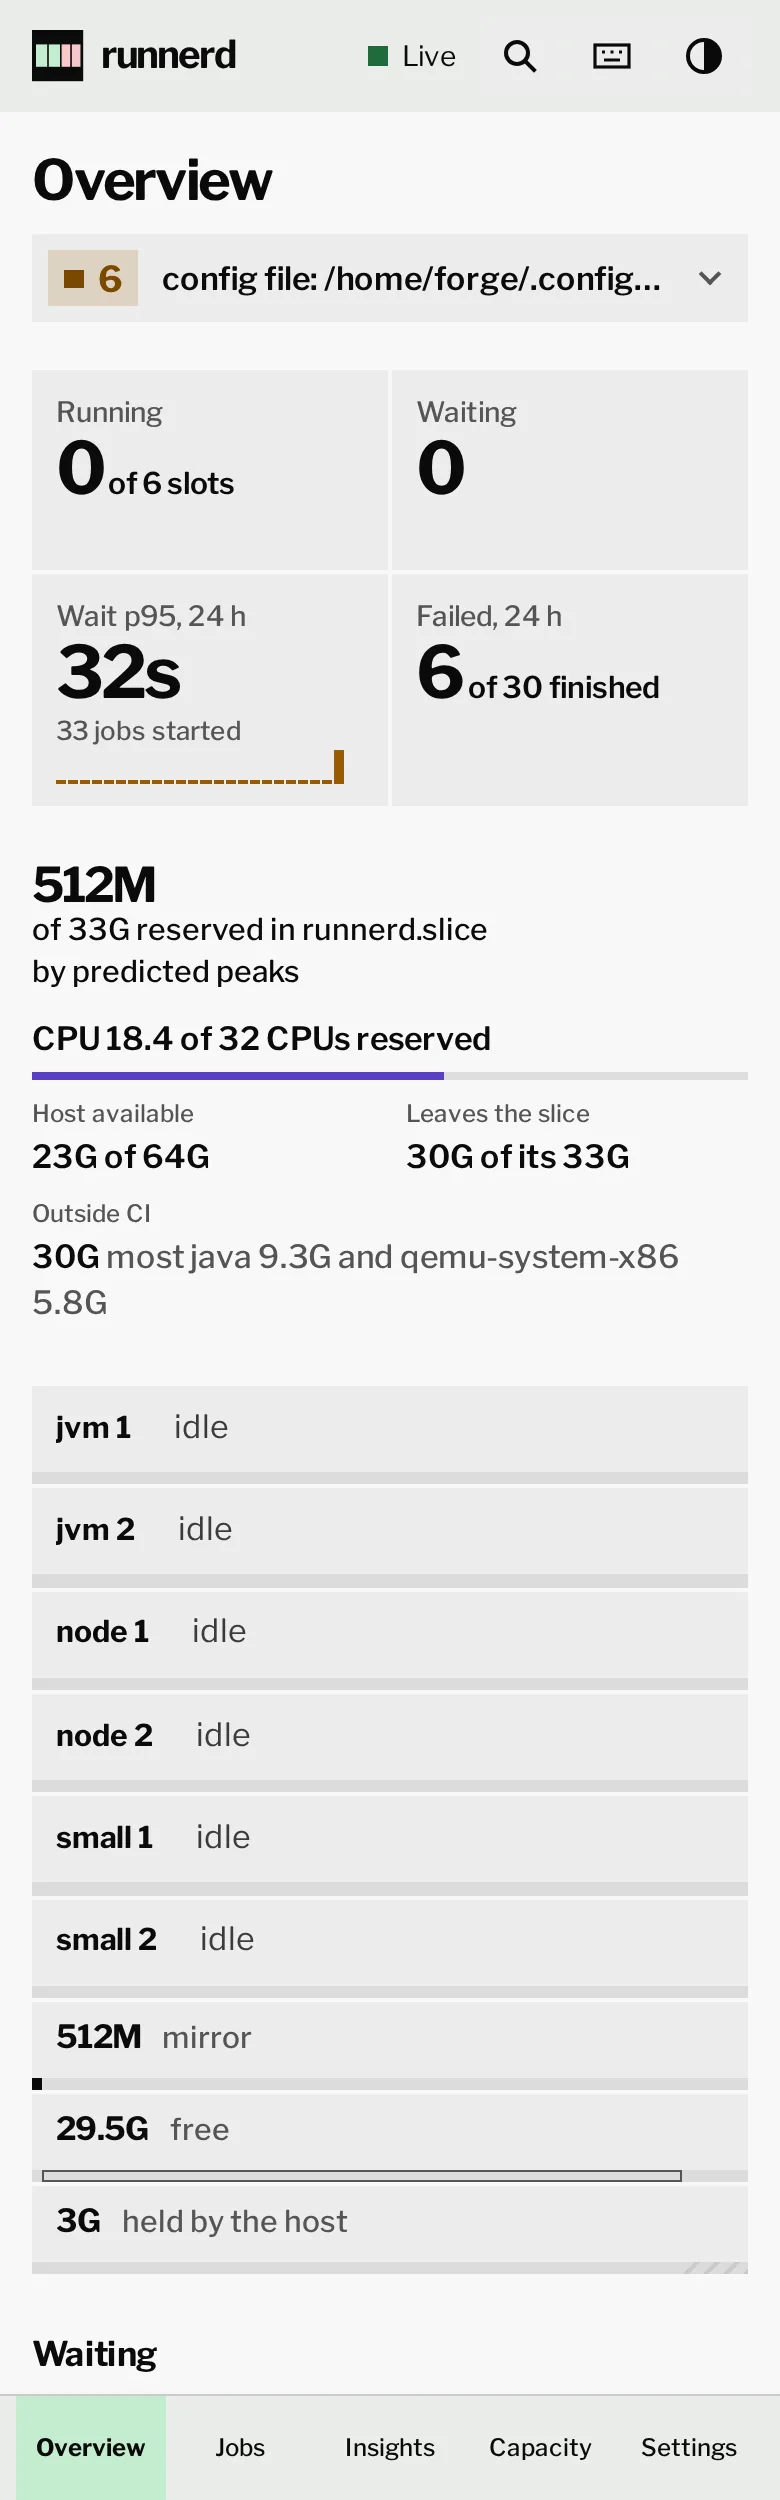 runnerd
Live
Overview
6 config file: /home/forge/.config...
Running
0 of 6 slots
Waiting
0
Wait p95, 24 h
32s
33 jobs started
Failed, 24 h
6 of 30 finished
512M
of 33G reserved in runnerd.slice
by predicted peaks
CPU 18.4 of 32 CPUs reserved
Host available
23G of 64G
Leaves the slice
30G of its 33G
Outside CI
30G most java 9.3G and qemu-system-x86
5.8G
jvm 1 idle
jvm 2 idle
node 1 idle
node 2 idle
small 1 idle
small 2 idle
512M mirror
29.5G free
3G held by the host
Waiting
Overview Jobs Insights Capacity Settings